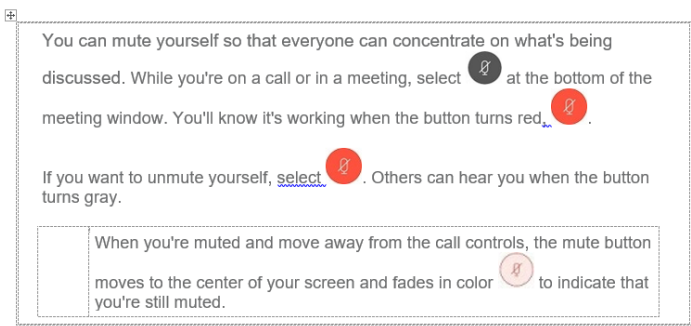 You can mute yourself so that everyone can concentrate on what's being
discussed. While you're on a call or in a meeting, select at the bottom of the
meeting window. You'll know it's working when the button turns red, .
If you want to unmute yourself, select . Others can hear you when the button
turns gray.
When you're muted and move away from the call controls, the mute button
moves to the center of your screen and fades in color to indicate that
you're still muted.